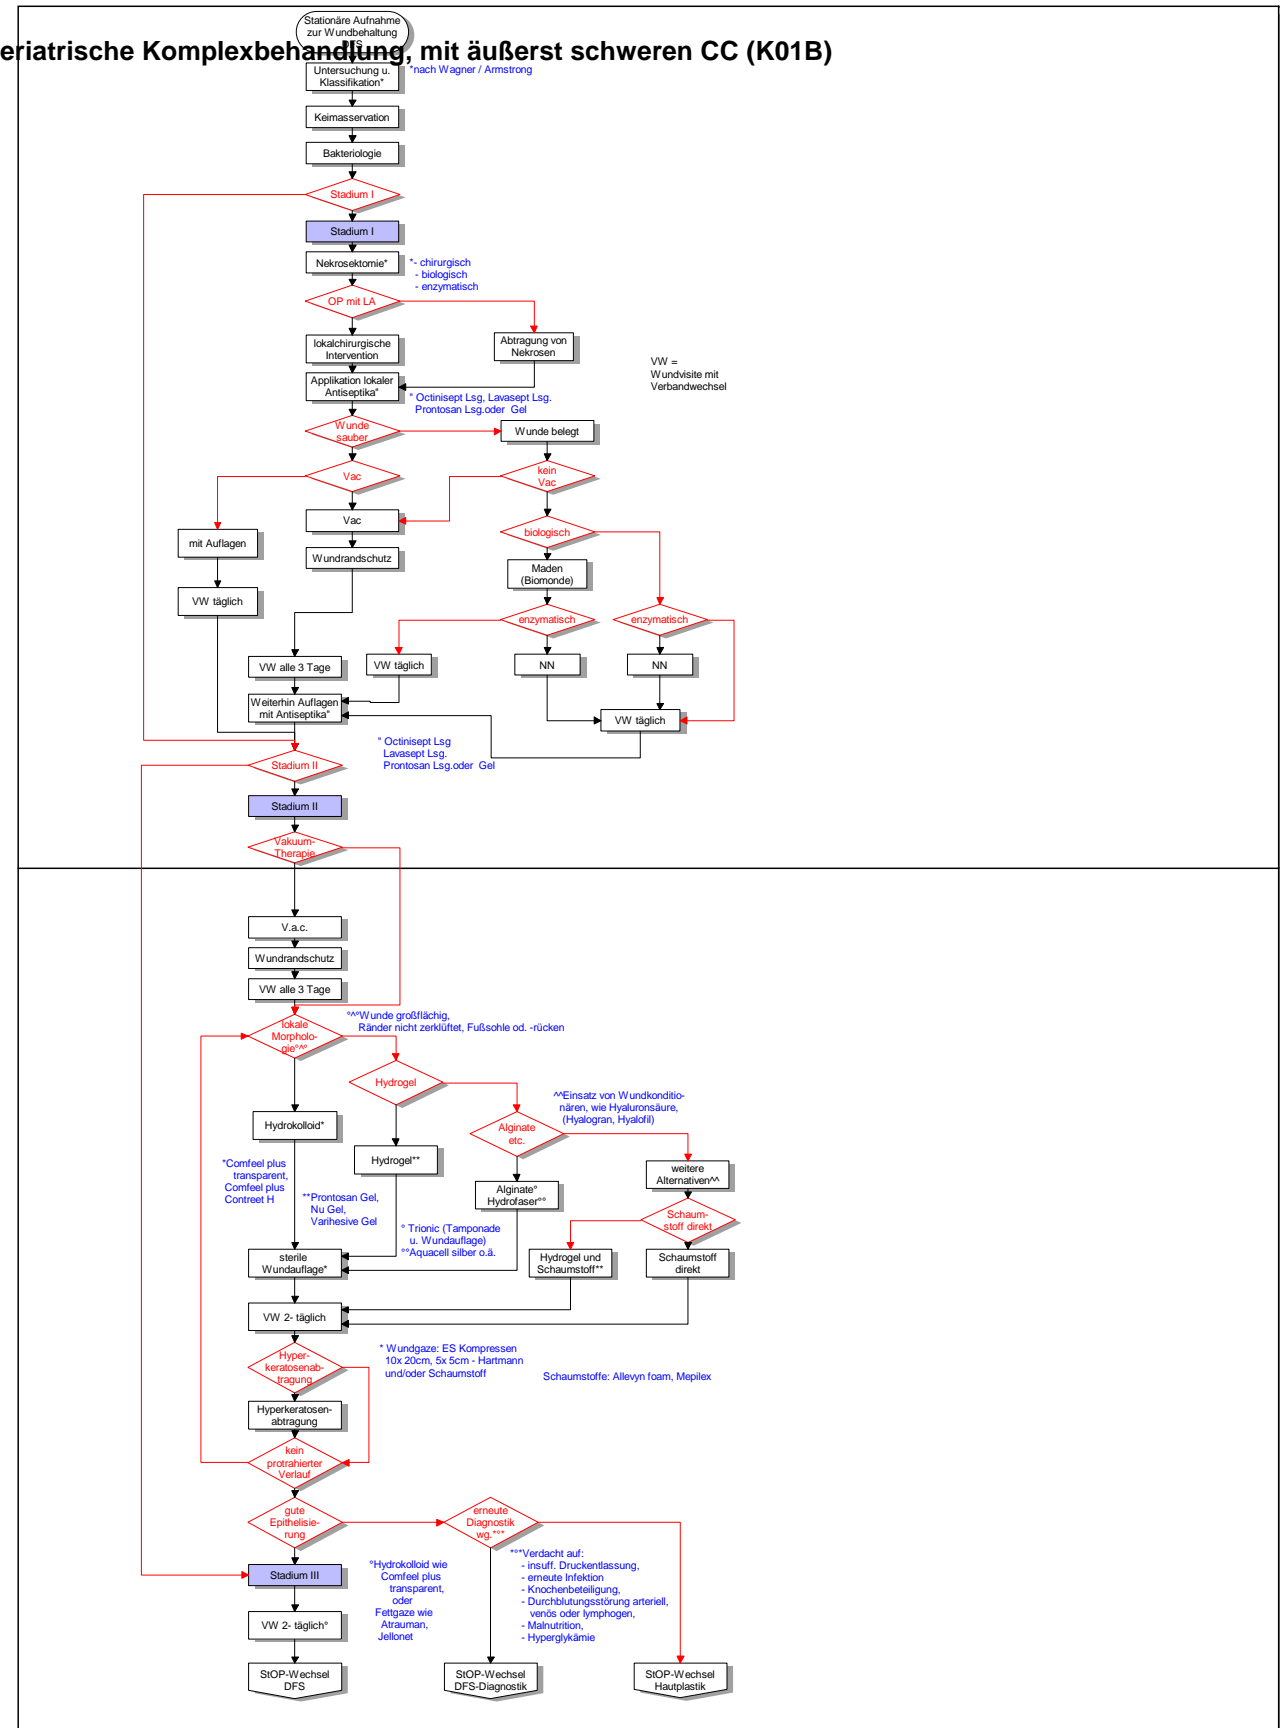 Stationäre Aufnahme
zur Wundbehaltung
DFS
eriatrische Komplexbehandlung, mit äußerst schweren CC (K01B)
Untersuchung u.
Klassifikation*
*nach Wagner / Armstrong
Keimasservation
Bakteriologie
Stadium I
Stadium I
Nekrosektomie*
*- chirurgisch
- biologisch
- enzymatisch
OP mit LA
lokalchirurgische
Intervention
Abtragung von
Nekrosen
VW =
Wundvisite mit
Verbandwechsel
Applikation lokaler
Antiseptika"
" Octinisept Lsg, Lavasept Lsg.
Prontosan Lsg.oder Gel
Wunde
sauber
Wunde belegt
Vac
kein
Vac
Vac
biologisch
mit Auflagen
Wundrandschutz
Maden
(Biomonde)
VW täglich
enzymatisch
enzymatisch
VW alle 3 Tage
VW täglich
NN
NN
Weiterhin Auflagen
mit Antiseptika"
VW täglich
" Octinisept Lsg
Lavasept Lsg.
Prontosan Lsg.oder Gel
Stadium II
Stadium II
Vakuum-
Therapie
V.a.c.
Wundrandschutz
VW alle 3 Tage
lokale
Morpholo-
gie°^°
°^°Wunde großflächig,
Ränder nicht zerklüftet, Fußsohle od. -rücken
Hydrogel
^^Einsatz von Wundkonditio-
nären, wie Hyaluronsäure,
(Hyalogran, Hyalofil)
Hydrokolloid*
Alginate
etc.
Hydrogel**
weitere
Alternativen^^
*Comfeel plus
transparent,
Comfeel plus
Contreet H
**Prontosan Gel,
Nu Gel,
Varihesive Gel
Alginate°
Hydrofaser°°
Schaum-
stoff direkt
° Trionic (Tamponade
u. Wundauflage)
°°Aquacell silber o.ä.
sterile
Wundauflage*
Hydrogel und
Schaumstoff**
Schaumstoff
direkt
VW 2- täglich
Hyper-
keratosenab-
tragung
* Wundgaze: ES Kompressen
10x 20cm, 5x 5cm - Hartmann
und/oder Schaumstoff
Schaumstoffe: Allevyn foam, Mepilex
Hyperkeratosen-
abtragung
kein
protrahierter
Verlauf
gute
Epithelisie-
rung
erneute
Diagnostik
wg.*°*
Stadium III
°Hydrokolloid wie
Comfeel plus
transparent,
oder
Fettgaze wie
Atrauman,
Jellonet
*°*Verdacht auf:
- insuff. Druckentlassung,
- erneute Infektion
- Knochenbeteiligung,
- Durchblutungsstörung arteriell,
venös oder lymphogen,
- Malnutrition,
- Hyperglykämie
VW 2- täglich°
StOP-Wechsel
DFS
StOP-Wechsel
DFS-Diagnostik
StOP-Wechsel
Hautplastik